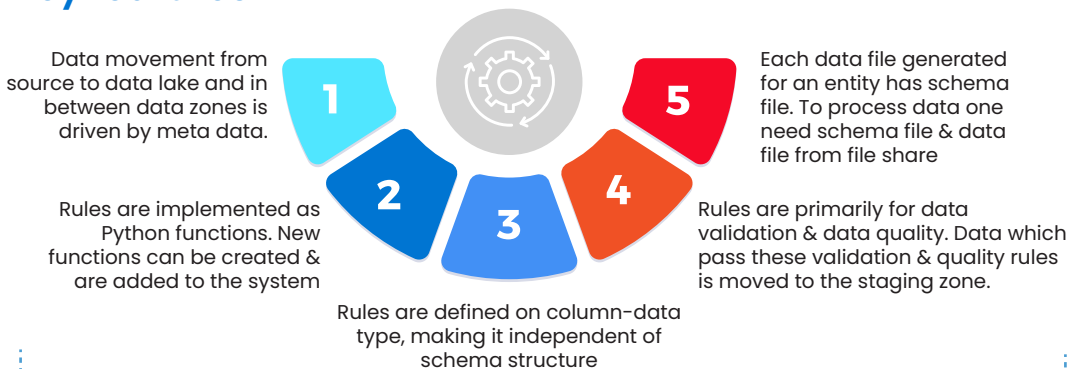 Data movement from
source to data lake and in
between data zones is
driven by meta data.
1
Rules are implemented as
Python functions. New
functions can be created &
are added to the system
2
Rules are defined on column-data
type, making it independent of
schema structure
3
Rules are primarily for data
validation & data quality. Data which
pass these validation & quality rules
is moved to the staging zone.
4
Each data file generated
for an entity has schema
file. To process data one
need schema file & data
file from file share
5